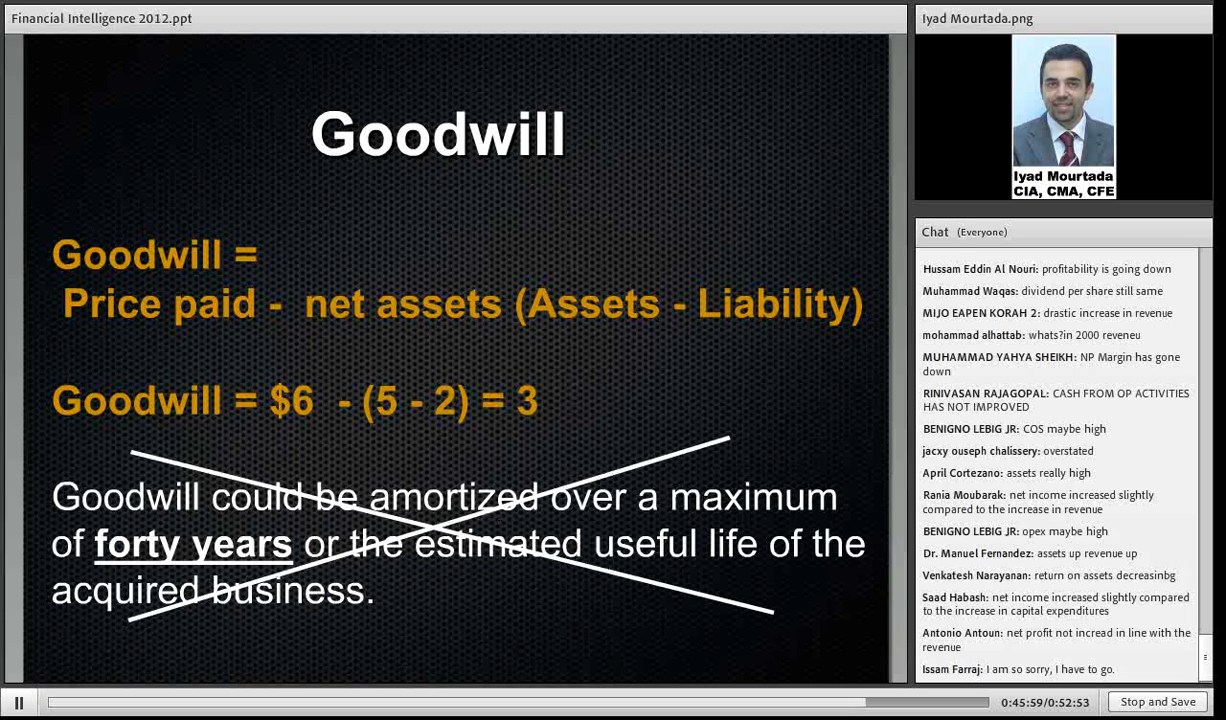 Financial Intelligence 2012.ppt
Goodwill
Goodwill =
Price paid - net assets (Assets - Liability)
Goodwill = $6 - (5 - 2) = 3
Goodwill could be amortized over a maximum
of forty years or the estimated useful life of the
acquired business.
Iyad Mourtada.png
Iyad Mourtada
CIA, CMA, CFE
Chat (Everyone)
Hussam Eddin Al Nouri: profitability is going down
Muhammad Waqas: dividend per share still same
MIJO EAPEN KORAH 2: drastic increase in revenue
mohammad alhattab: whats?in 2000 reveneu
MUHAMMAD YAHYA SHEIKH: NP Margin has gone
down
RINIVASAN RAJAGOPAL: CASH FROM OP ACTIVITIES
HAS NOT IMPROVED
BENIGNO LEBIG JR: COS maybe high
jacxy ouseph chalissery: overstated
April Cortezano: assets really high
Rania Moubarak: net income increased slightly
compared to the increase in revenue
BENIGNO LEBIG JR: opex maybe high
Dr. Manuel Fernandez: assets up revenue up
Venkatesh Narayanan: return on assets decreasinbg
Saad Habash: net income increased slightly compared
to the increase in capital expenditures
Antonio Antoun: net profit not incread in line with the
revenue
Issam Farraj: I am so sorry, I have to go.
0:45:59/0:52:53
Stop and Save